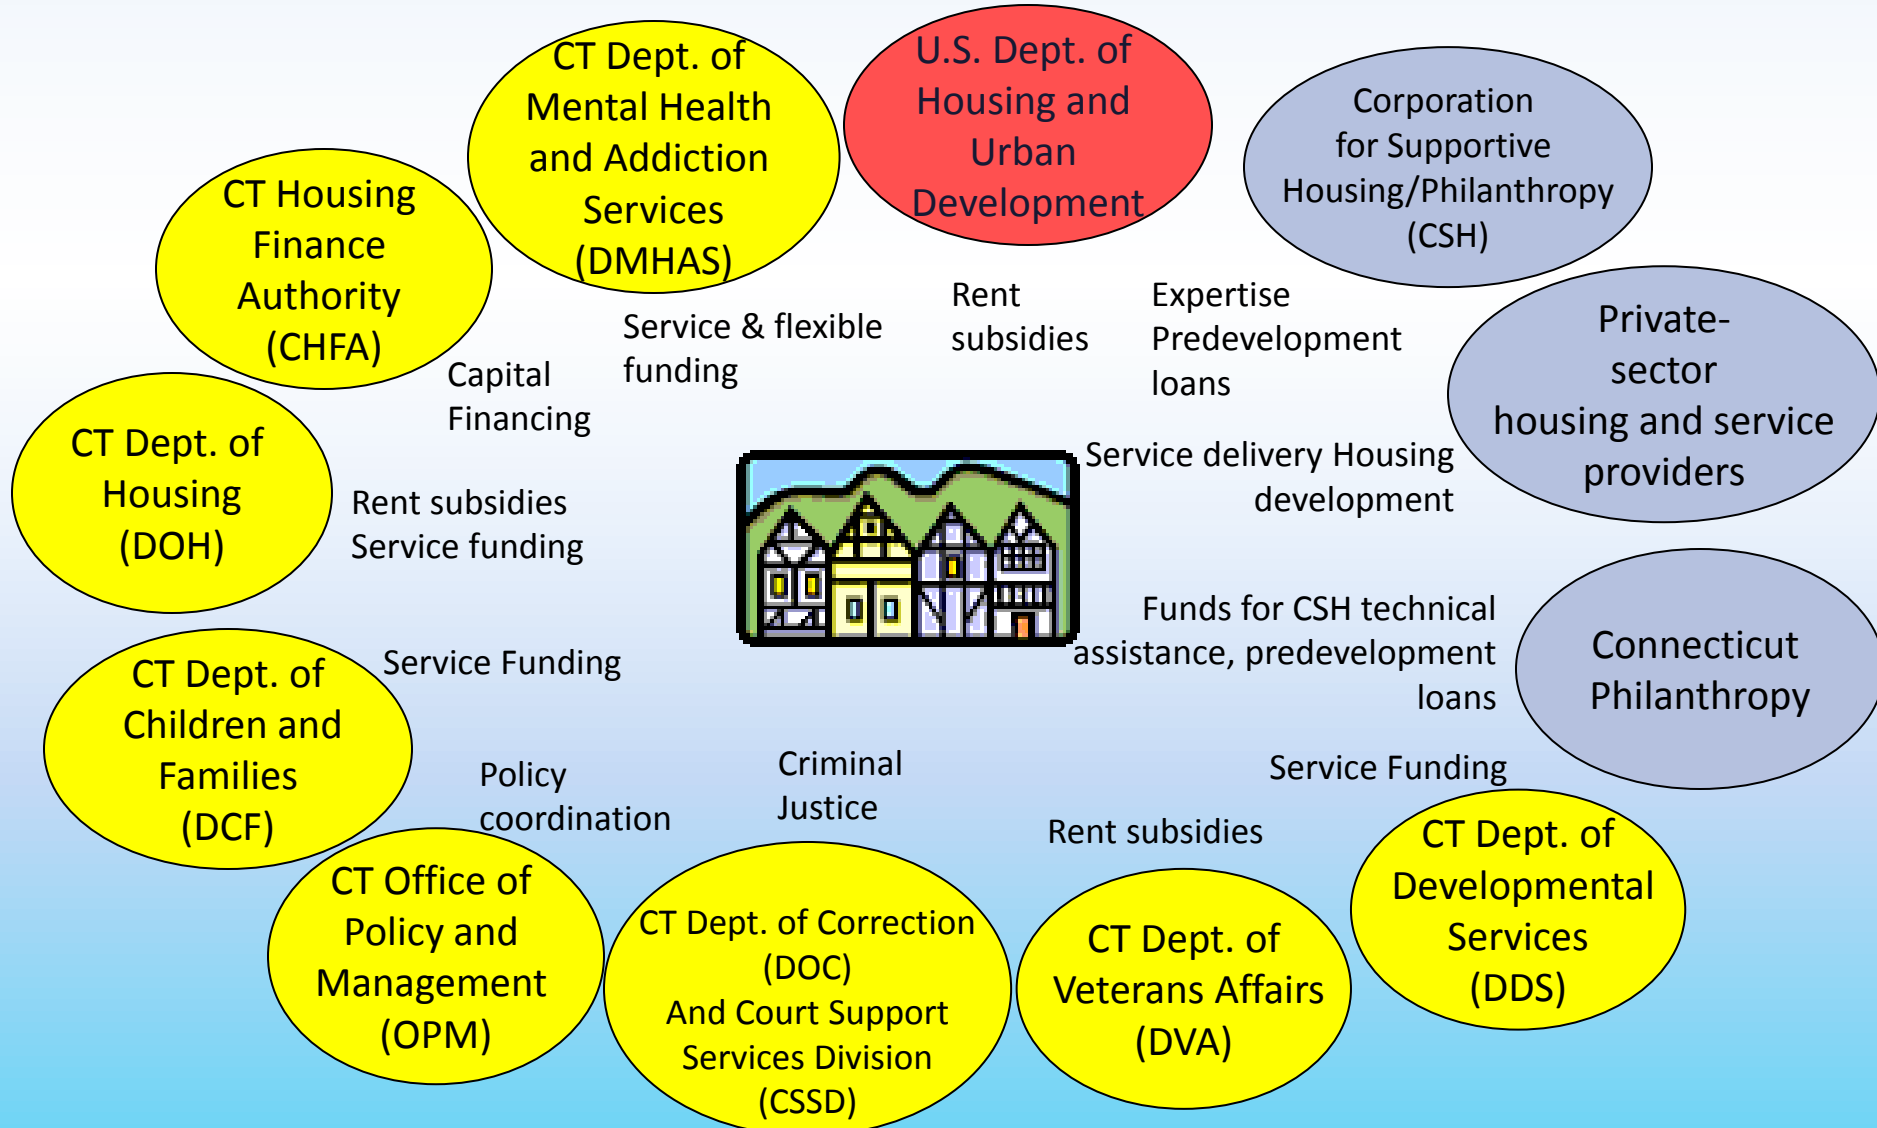 CT Dept. of
Mental Health
and Addiction
Services
(DMHAS)
U.S. Dept. of
Housing and
Urban
Development
Corporation
for Supportive
Housing/Philanthropy
(CSH)
CT Housing
Finance
Authority
(CHFA)
Private-
sector
housing and service
providers
Service & flexible
funding
Rent
subsidies
Expertise
Predevelopment
loans
Capital
Financing
CT Dept. of
Housing
(DOH)
Rent subsidies
Service funding
Service delivery Housing
development
Funds for CSH technical
assistance, predevelopment
loans
Connecticut
Philanthropy
CT Dept. of
Children and
Families
(DCF)
Service Funding
Policy
coordination
Criminal
Justice
Rent subsidies
Service Funding
CT Office of
Policy and
Management
(OPM)
CT Dept. of Correction
(DOC)
And Court Support
Services Division
(CSSD)
CT Dept. of
Veterans Affairs
(DVA)
CT Dept. of
Developmental
Services
(DDS)